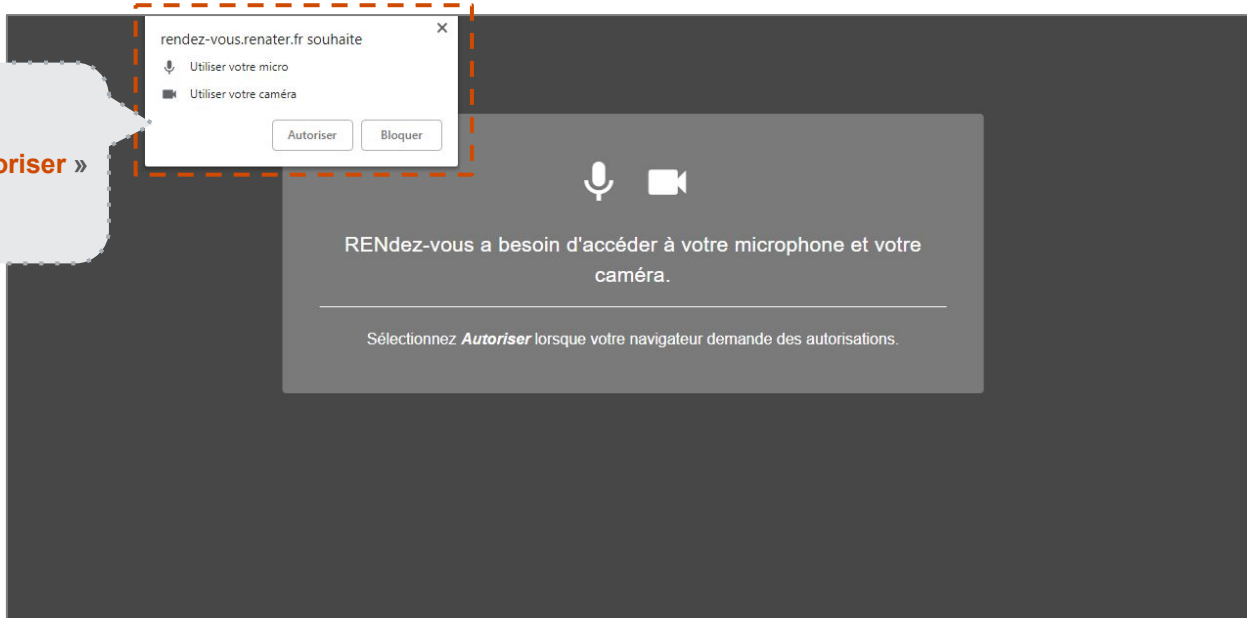 rendez-vous.renater.fr souhaite
Utiliser votre micro
Utiliser votre caméra
Autoriser Bloquer
»
RENdez-vous a besoin d'accéder à votre microphone et votre
caméra.
Sélectionnez Autoriser lorsque votre navigateur demande des autorisations.